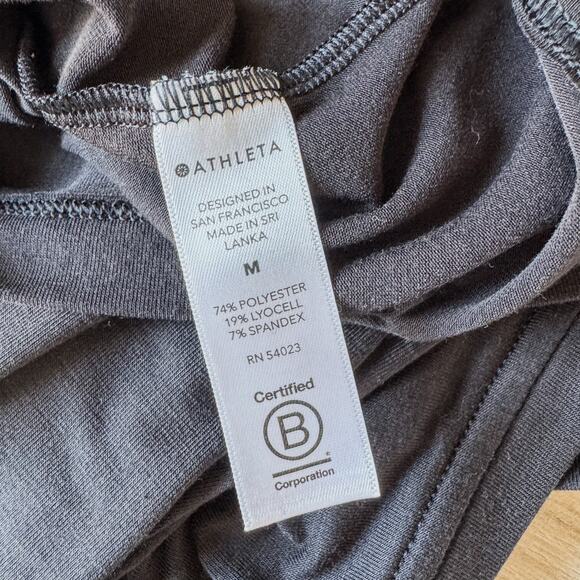 ATHLETA
DESIGNED IN
SAN FRANCISCO
MADE IN SRI
LANKA
M
74% POLYESTER
19% LYOCELL
7% SPANDEX
RN 54023
Certified
B
®
Corporation